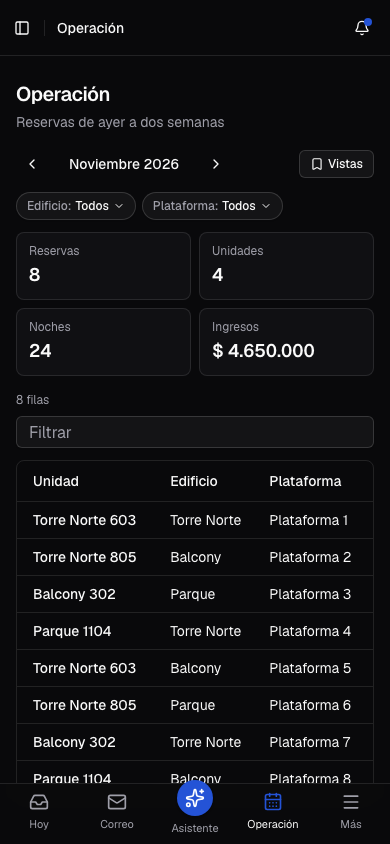 Operación
Operación
Reservas de ayer a dos semanas
Noviembre 2026
Vistas
Edificio: Todos
Plataforma: Todos
Reservas
8
Unidades
4
Noches
24
Ingresos
$ 4.650.000
8 filas
Filtrar
Unidad Edificio Plataforma
Torre Norte 603 Torre Norte Plataforma 1
Torre Norte 805 Balcony Plataforma 2
Balcony 302 Parque Plataforma 3
Parque 1104 Torre Norte Plataforma 4
Torre Norte 603 Balcony Plataforma 5
Torre Norte 805 Parque Plataforma 6
Balcony 302 Torre Norte Plataforma 7
Parque 1104 Balcony Plataforma 8
Hoy
Correo
Asistente
Operación
Más